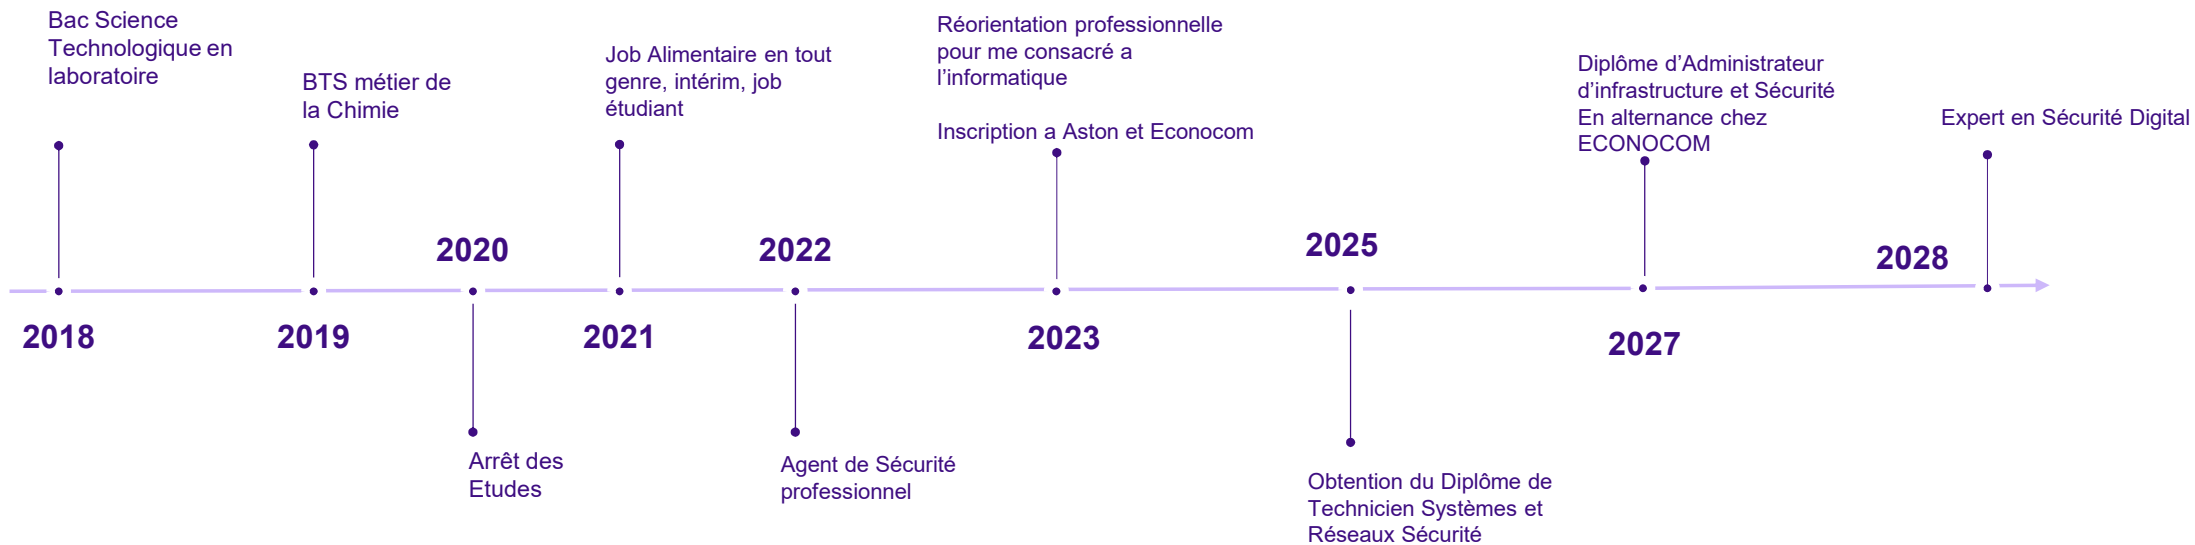 Bac Science
Technologique en
laboratoire
2018
BTS métier de
la Chimie
2019
2020
Arrêt des
Etudes
Job Alimentaire en tout
genre, intérim, job
étudiant
2021
2022
Agent de Sécurité
professionnel
Réorientation professionnelle
pour me consacré a
l’informatique
Inscription a Aston et Econocom
2023
2025
Obtention du Diplôme de
Technicien Systèmes et
Réseaux Sécurité
Diplôme d’Administrateur
d’infrastructure et Sécurité
En alternance chez
ECONOCOM
2027
Expert en Sécurité Digital
2028